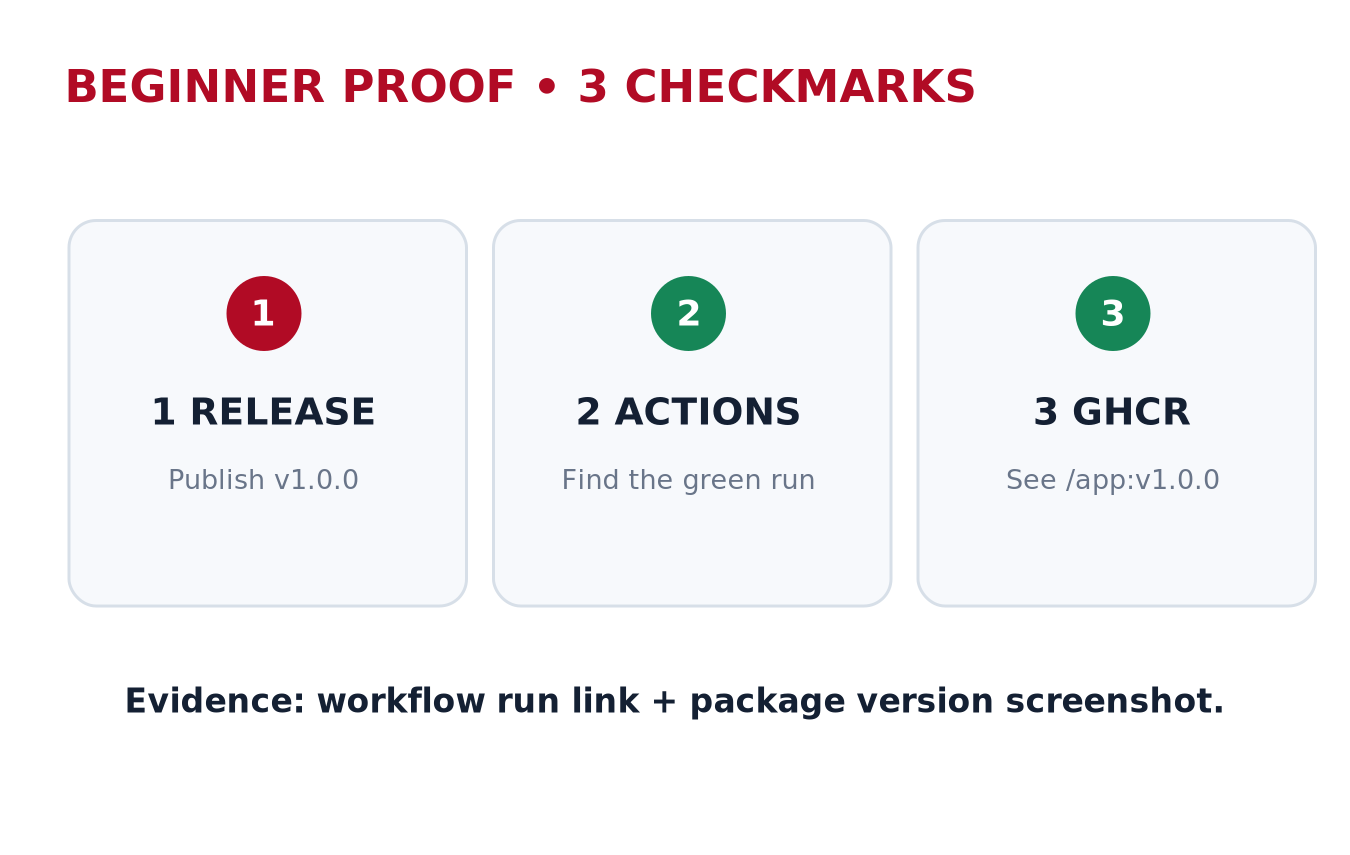 BEGINNER PROOF • 3 CHECKMARKS
1
1 RELEASE
Publish v1.0.0
2
2 ACTIONS
Find the green run
3
3 GHCR
See /app:v1.0.0
Evidence: workflow run link + package version screenshot.